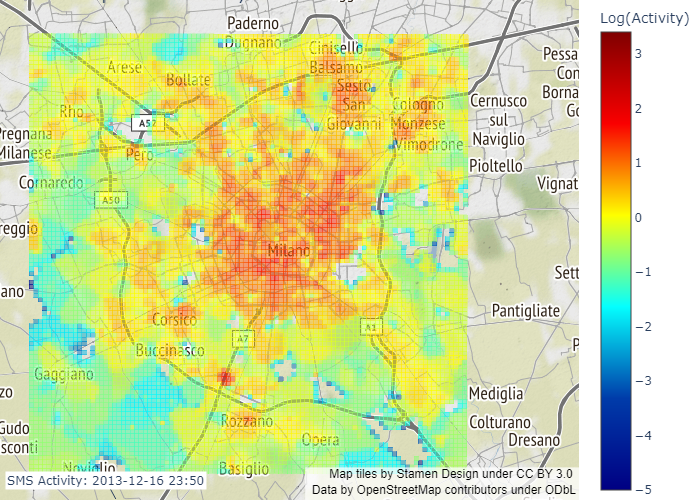 Paderno
Dugnano
Log(Activity)
Cinisello
Balsamo
Pessa
Con
Borna
Go
Arese
Bollate
Sesto
San
Giovanni
Cologno
Monzese
Vimodrone
Cernusco
sul
Naviglio
Rho
A52
Pregnana
Milanese
Pero
Pioltello
Cornaredo
Vignat
A50
reggio
Milano
Sett
ano
Pantigliate
Corsico
A7
A1
Buccinasco
P
Gaggiano
Mediglia
zo
Rozzano
Colturano
Gudo
sconti
Opera
Dresano
Noviglio
Basiglio
SMS Activity: 2013-12-16 23:50
Map tiles by Stamen Design under CC BY 3.0
Data by OpenStreetMap contributors under ODbL
3
2
1
0
−1
−2
−3
−4
−5